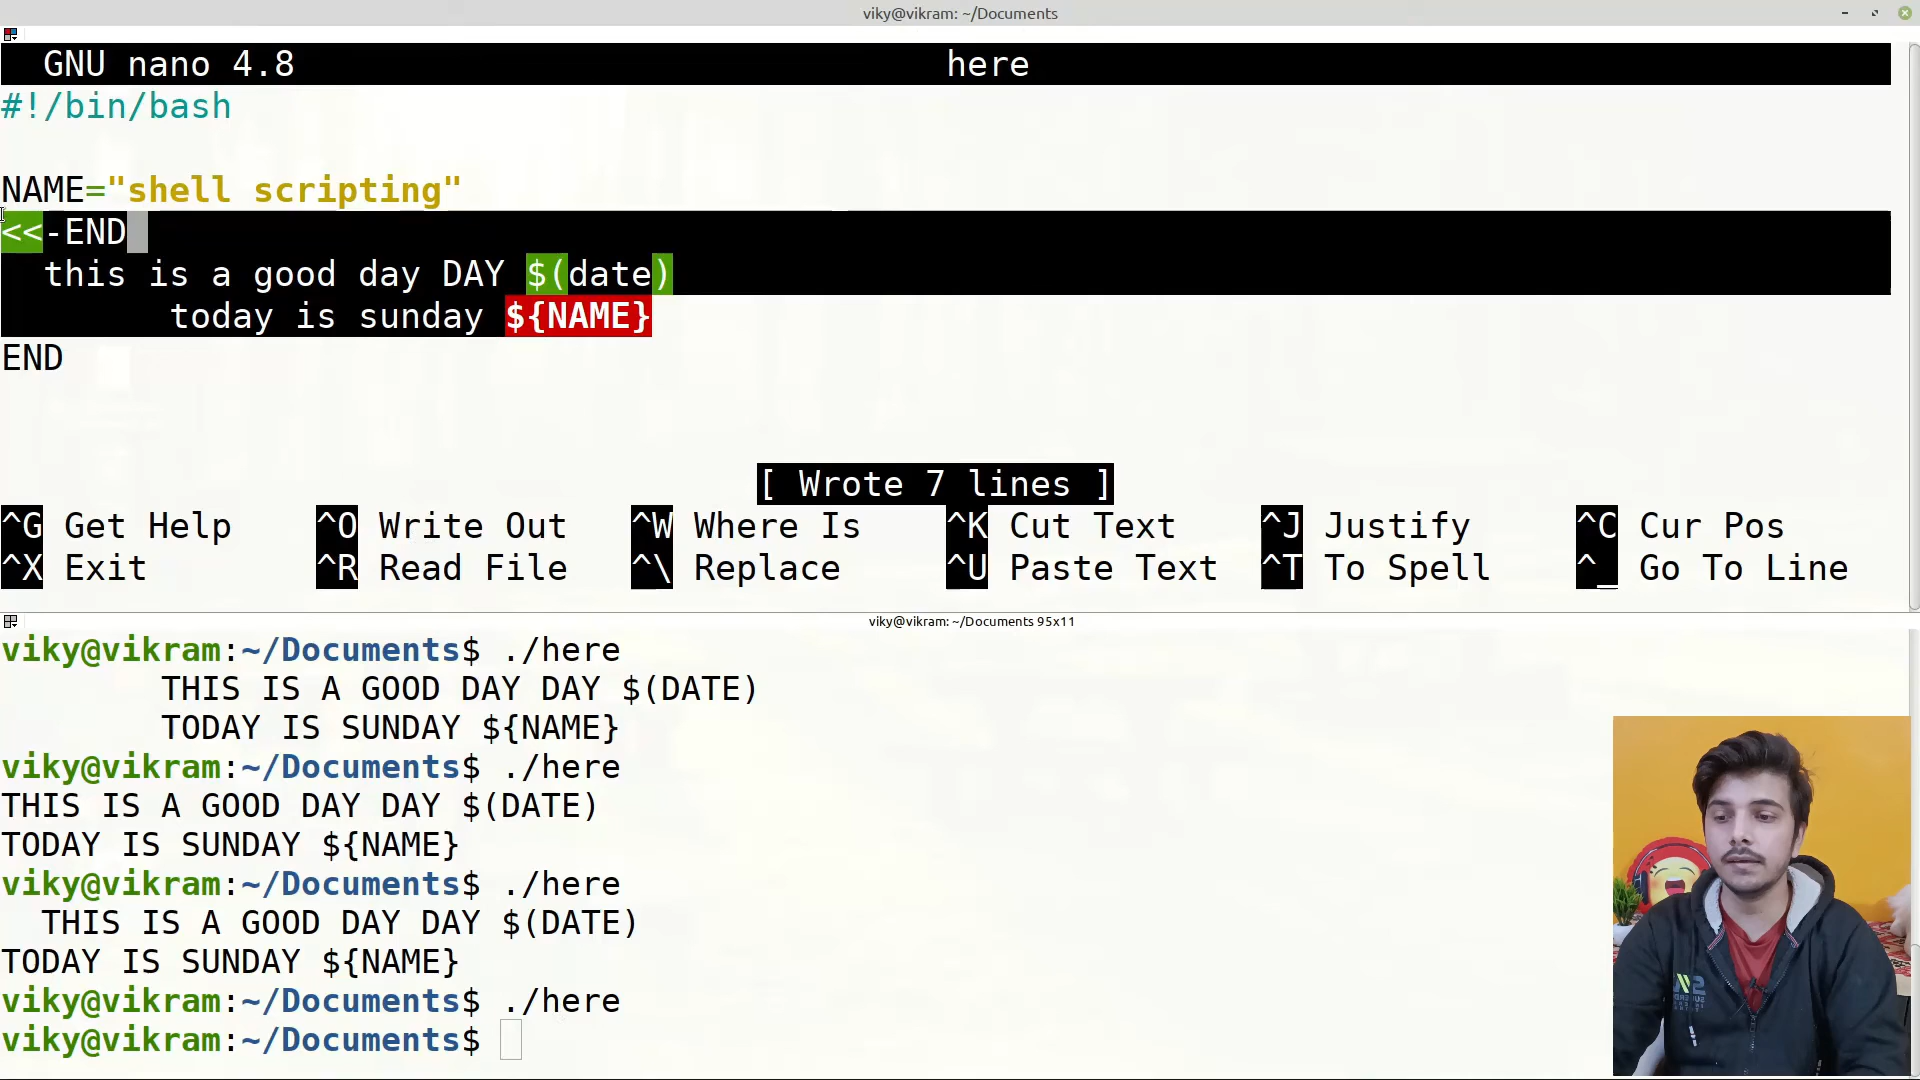 viky@vikram: ~/Documents
GNU nano 4.8 here
#!/bin/bash
NAME="shell scripting"
<<-END
  this is a good day DAY $(date)
        today is sunday ${NAME}
END
[ Wrote 7 lines ]
^G Get Help ^O Write Out ^W Where Is ^K Cut Text ^J Justify ^C Cur Pos
^X Exit ^R Read File ^\ Replace ^U Paste Text ^T To Spell ^_ Go To Line
viky@vikram: ~/Documents 95x11
viky@vikram:~/Documents$ ./here
        THIS IS A GOOD DAY DAY $(DATE)
        TODAY IS SUNDAY ${NAME}
viky@vikram:~/Documents$ ./here
THIS IS A GOOD DAY DAY $(DATE)
TODAY IS SUNDAY ${NAME}
viky@vikram:~/Documents$ ./here
  THIS IS A GOOD DAY DAY $(DATE)
TODAY IS SUNDAY ${NAME}
viky@vikram:~/Documents$ ./here
viky@vikram:~/Documents$